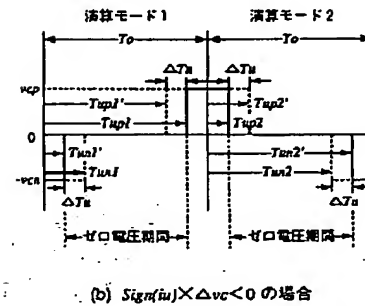 演算モード1 演算モード2
To To
ΔTu ΔTu
vcp
Tup1' Tup2'
Tup1 Tup2
0
Tun1' Tun2'
Tun1 Tun2
-vcn
ΔTu ΔTu
ゼロ電圧期間 ゼロ電圧期間
(b) Sign(iu)×Δvc<0 の場合